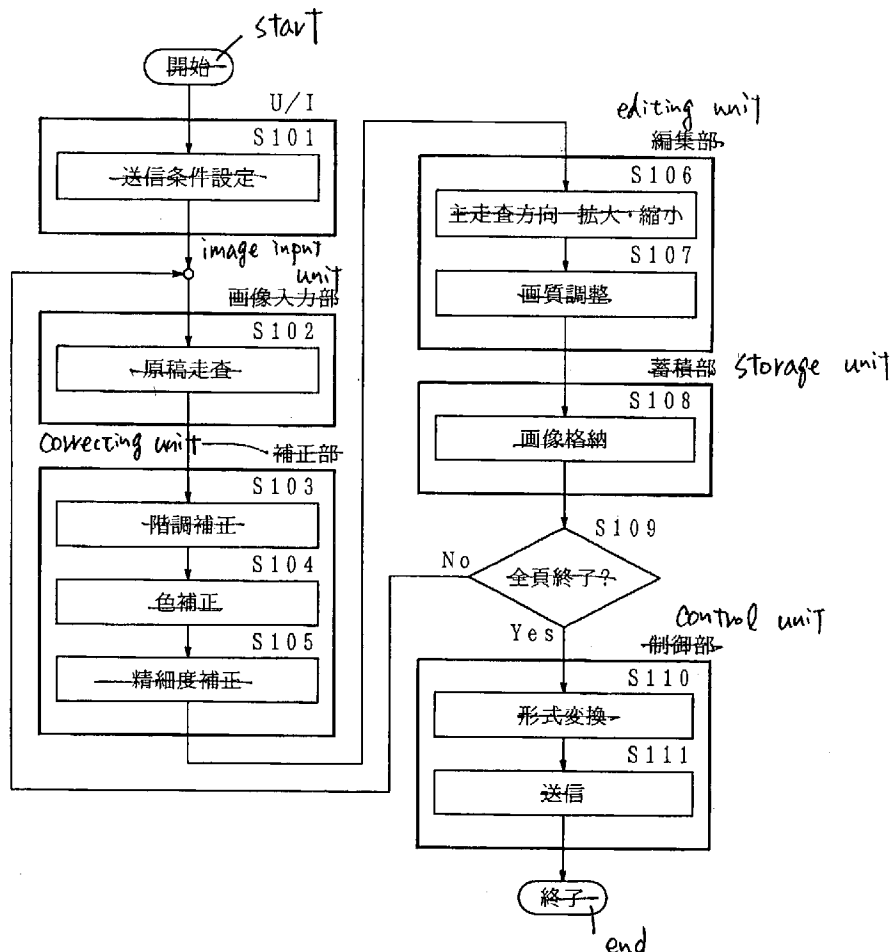 start
開始
U/I
S101
送信条件設定
image input
unit
画像入力部
S102
原稿走査
correcting unit
補正部
S103
階調補正
S104
色補正
S105
精細度補正
editing unit
編集部
S106
主走査方向 拡大・縮小
S107
画質調整
蓄積部 storage unit
S108
画像格納
S109
全頁終了?
No
Yes
control unit
制御部
S110
形式変換
S111
送信
終了
end